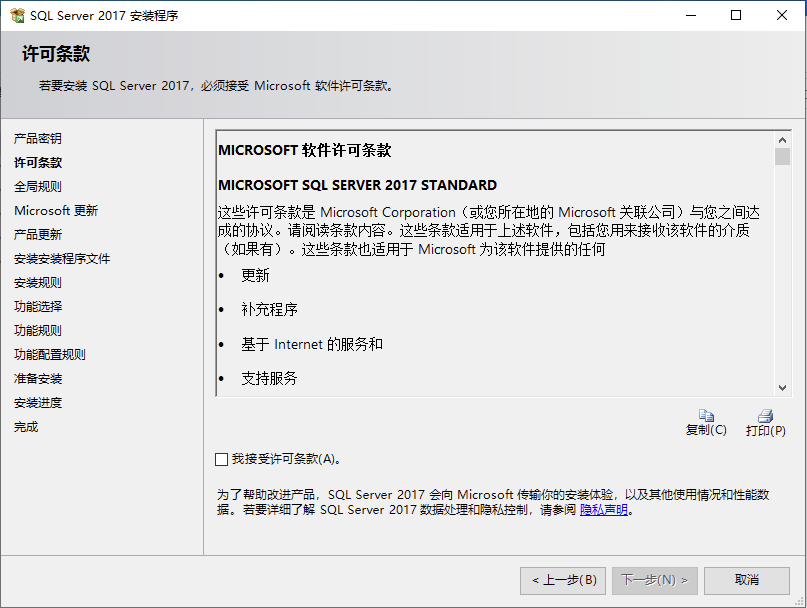 SQL Server 2017 安装程序
许可条款
若要安装 SQL Server 2017，必须接受 Microsoft 软件许可条款。
产品密钥
许可条款
全局规则
Microsoft 更新
产品更新
安装安装程序文件
安装规则
功能选择
功能规则
功能配置规则
准备安装
安装进度
完成
MICROSOFT 软件许可条款
MICROSOFT SQL SERVER 2017 STANDARD
这些许可条款是 Microsoft Corporation（或您所在地的 Microsoft 关联公司）与您之间达
成的协议。请阅读条款内容。这些条款适用于上述软件，包括您用来接收该软件的介质
（如果有）。这些条款也适用于 Microsoft 为该软件提供的任何
• 更新
• 补充程序
• 基于 Internet 的服务和
• 支持服务
复制(C) 打印(P)
我接受许可条款(A)。
为了帮助改进产品，SQL Server 2017 会向 Microsoft 传输你的安装体验，以及其他使用情况和性能数
据。若要详细了解 SQL Server 2017 数据处理和隐私控制，请参阅 隐私声明。
< 上一步(B) 下一步(N) > 取消